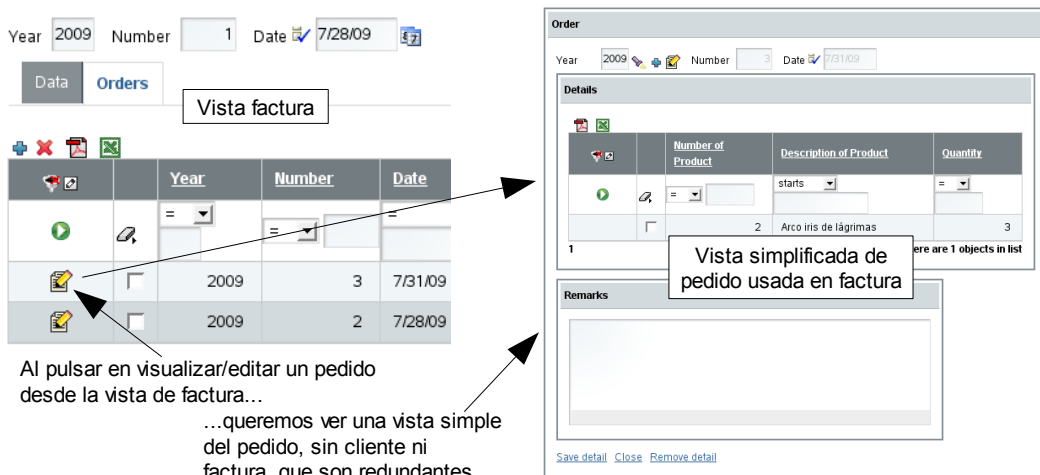 Year 2009 Number 1 Date 7/28/09
Data Orders
Vista factura
Year Number Date
= = =
2009 3 7/31/09
2009 2 7/28/09
Al pulsar en visualizar/editar un pedido
desde la vista de factura...
...queremos ver una vista simple
del pedido, sin cliente ni
factura, que son redundantes
Order
Year 2009 Number 3 Date 7/31/09
Details
Number of
Product
Description of Product Quantity
= starts =
2 Arco iris de lágrimas 3
1 ere are 1 objects in list
Vista simplificada de
pedido usada en factura
Remarks
Save detail Close Remove detail